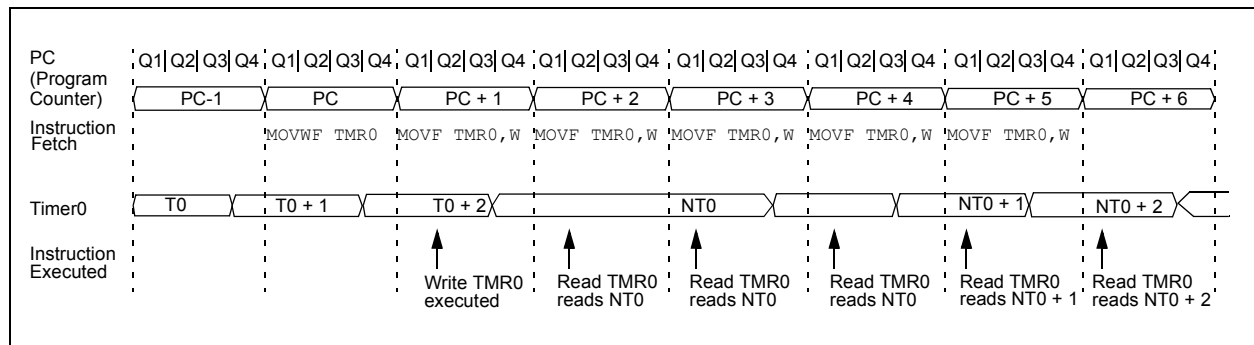 PC Q1 Q2 Q3 Q4 Q1 Q2 Q3 Q4 Q1 Q2 Q3 Q4 Q1 Q2 Q3 Q4 Q1 Q2 Q3 Q4 Q1 Q2 Q3 Q4 Q1 Q2 Q3 Q4 Q1 Q2 Q3 Q4
(Program
Counter) PC-1 PC PC + 1 PC + 2 PC + 3 PC + 4 PC + 5 PC + 6
Instruction MOVWF TMR0 MOVF TMR0,W MOVF TMR0,W MOVF TMR0,W MOVF TMR0,W MOVF TMR0,W
Fetch
Timer0 T0 T0 + 1 T0 + 2 NT0 NT0 + 1 NT0 + 2
Instruction
Executed
Write TMR0 Read TMR0 Read TMR0 Read TMR0 Read TMR0 Read TMR0
executed reads NT0 reads NT0 reads NT0 reads NT0 + 1 reads NT0 + 2